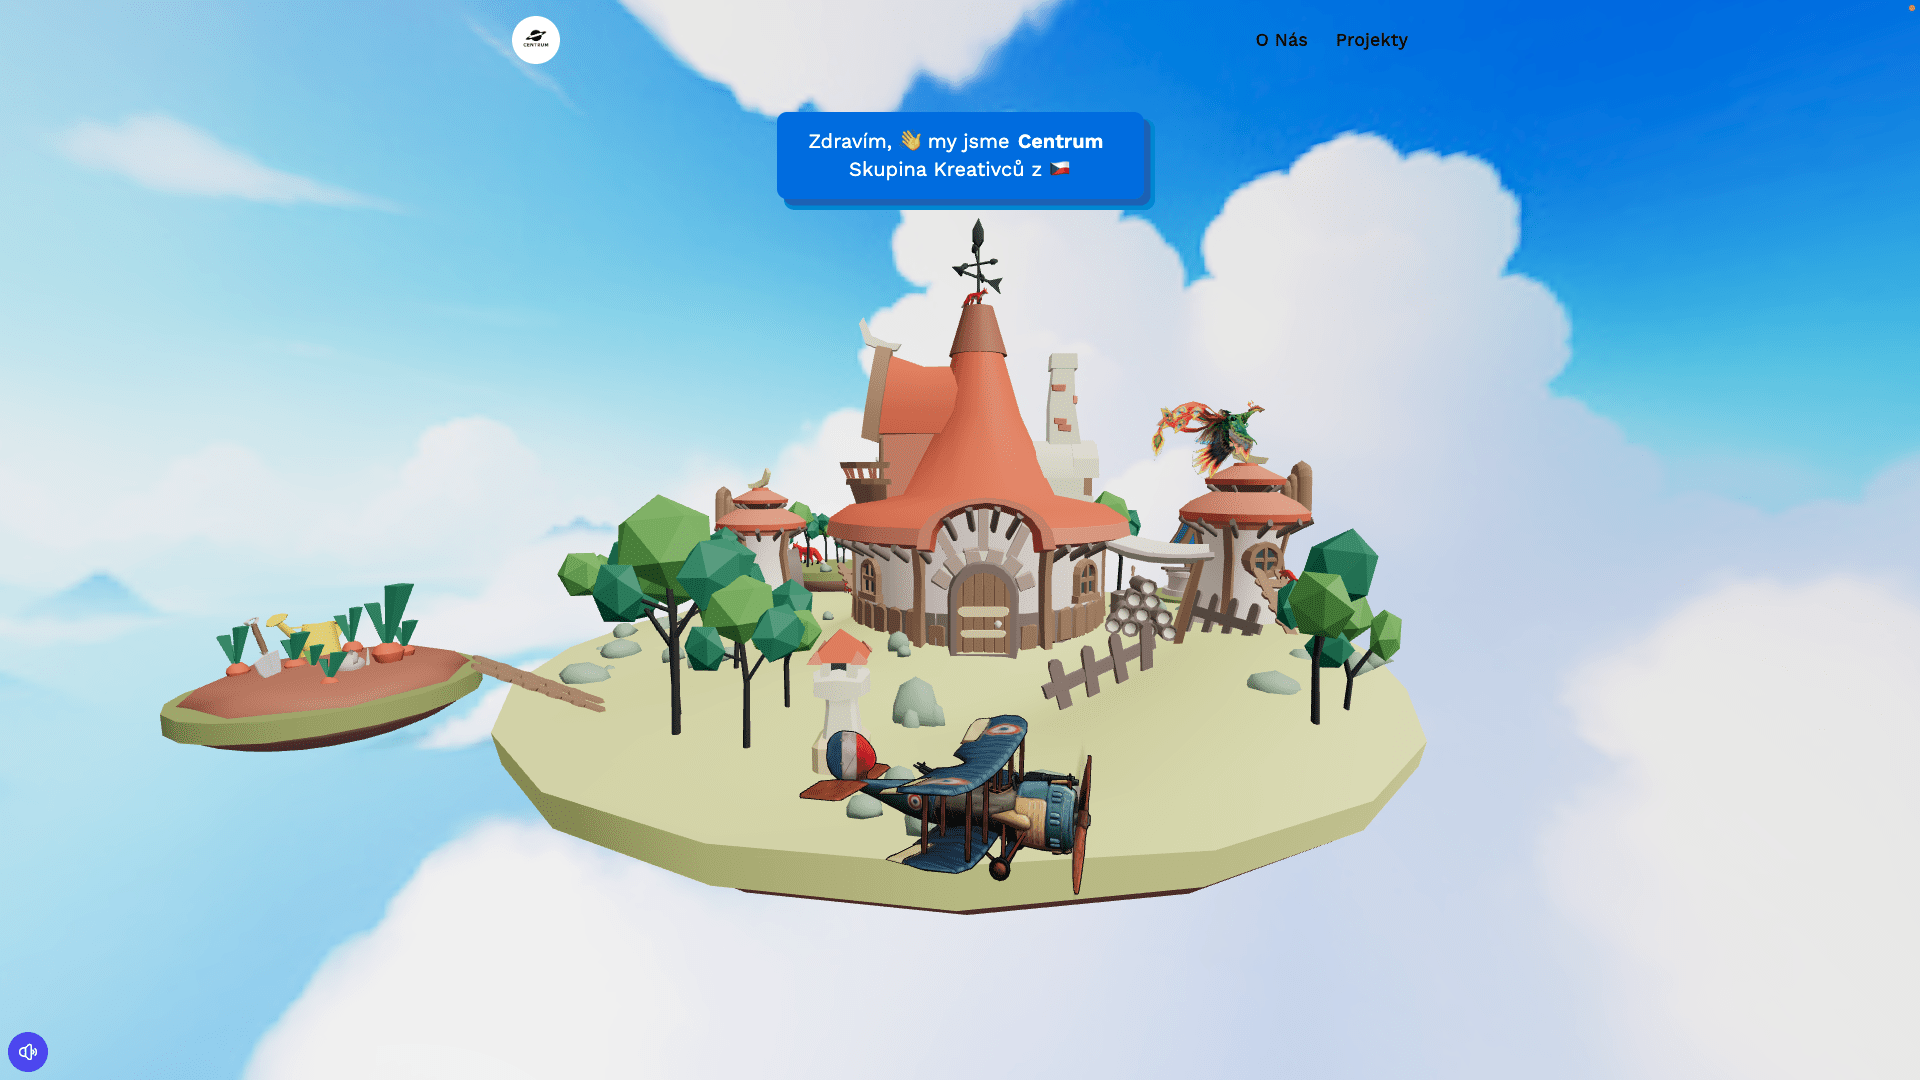 CENTRUM
O Nás
Projekty
Zdravím, 👋 my jsme Centrum
Skupina Kreativců z 🇨🇿